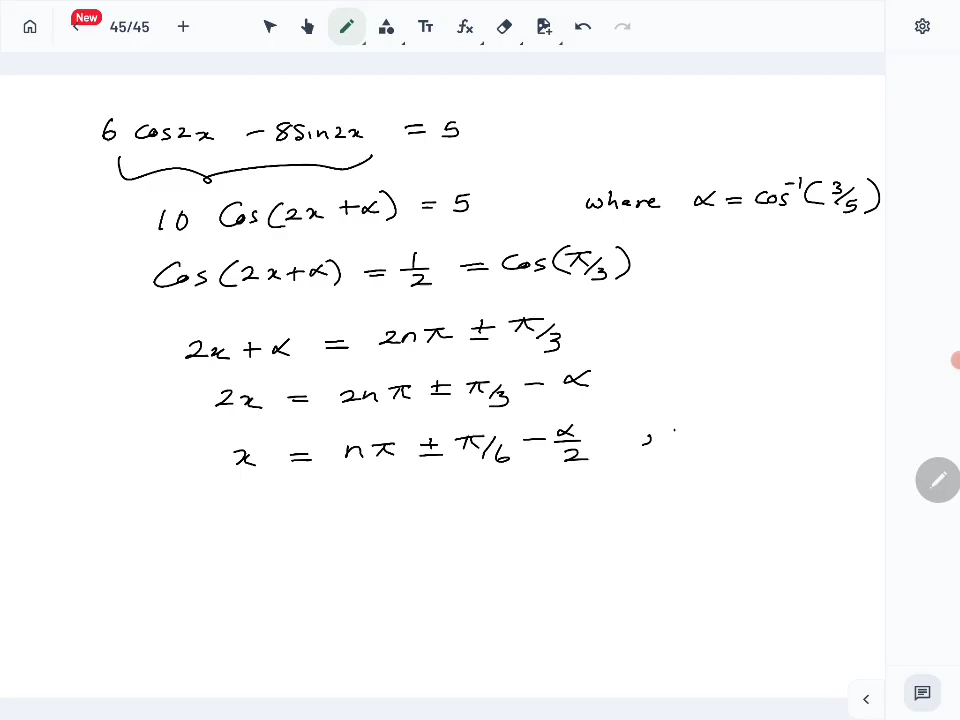 New
45/45
6 cos2x - 8sin2x = 5
10 Cos(2x + α) = 5 where α = cos⁻¹(3/5)
Cos(2x+α) = 1/2 = Cos(π/3)
2x + α = 2nπ ± π/3
2x = 2nπ ± π/3 - α
x = nπ ± π/6 - α/2 ,